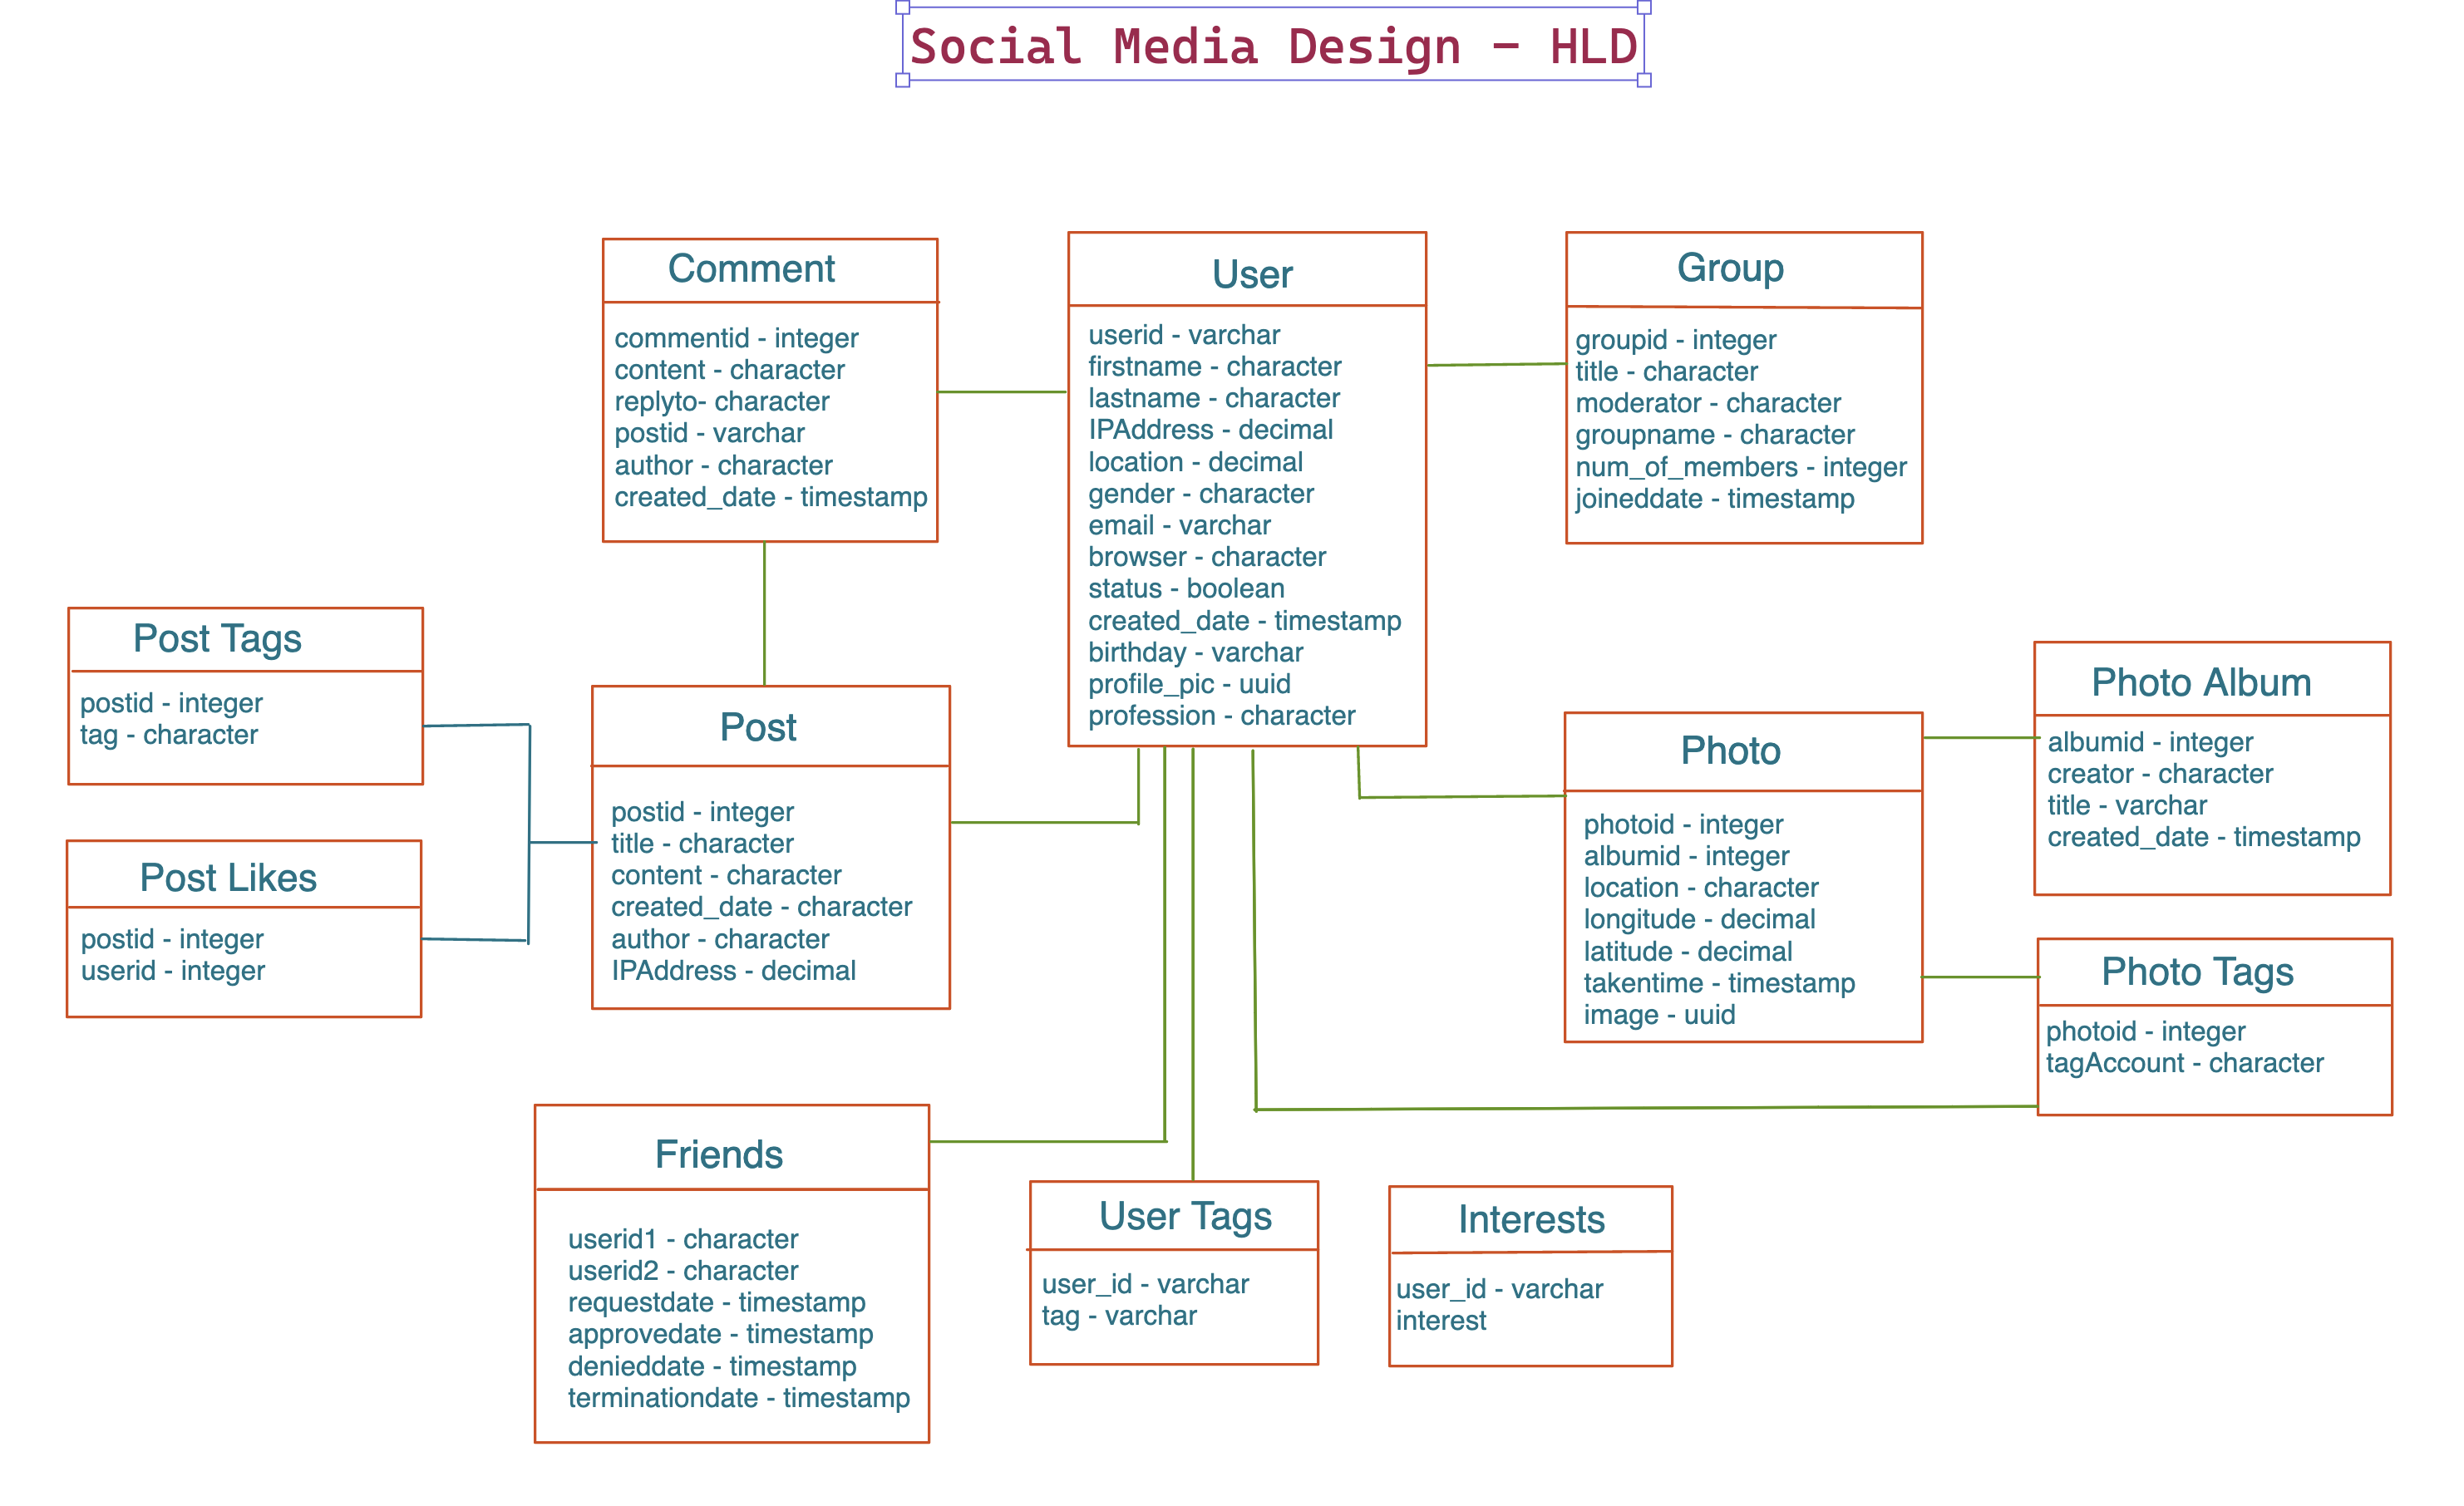 Social Media Design - HLD
Comment
commentid - integer
content - character
replyto- character
postid - varchar
author - character
created_date - timestamp
User
userid - varchar
firstname - character
lastname - character
IPAddress - decimal
location - decimal
gender - character
email - varchar
browser - character
status - boolean
created_date - timestamp
birthday - varchar
profile_pic - uuid
profession - character
Group
groupid - integer
title - character
moderator - character
groupname - character
num_of_members - integer
joineddate - timestamp
Post Tags
postid - integer
tag - character
Post Likes
postid - integer
userid - integer
Post
postid - integer
title - character
content - character
created_date - character
author - character
IPAddress - decimal
Photo
photoid - integer
albumid - integer
location - character
longitude - decimal
latitude - decimal
takentime - timestamp
image - uuid
Photo Album
albumid - integer
creator - character
title - varchar
created_date - timestamp
Photo Tags
photoid - integer
tagAccount - character
Friends
userid1 - character
userid2 - character
requestdate - timestamp
approvedate - timestamp
denieddate - timestamp
terminationdate - timestamp
User Tags
user_id - varchar
tag - varchar
Interests
user_id - varchar
interest